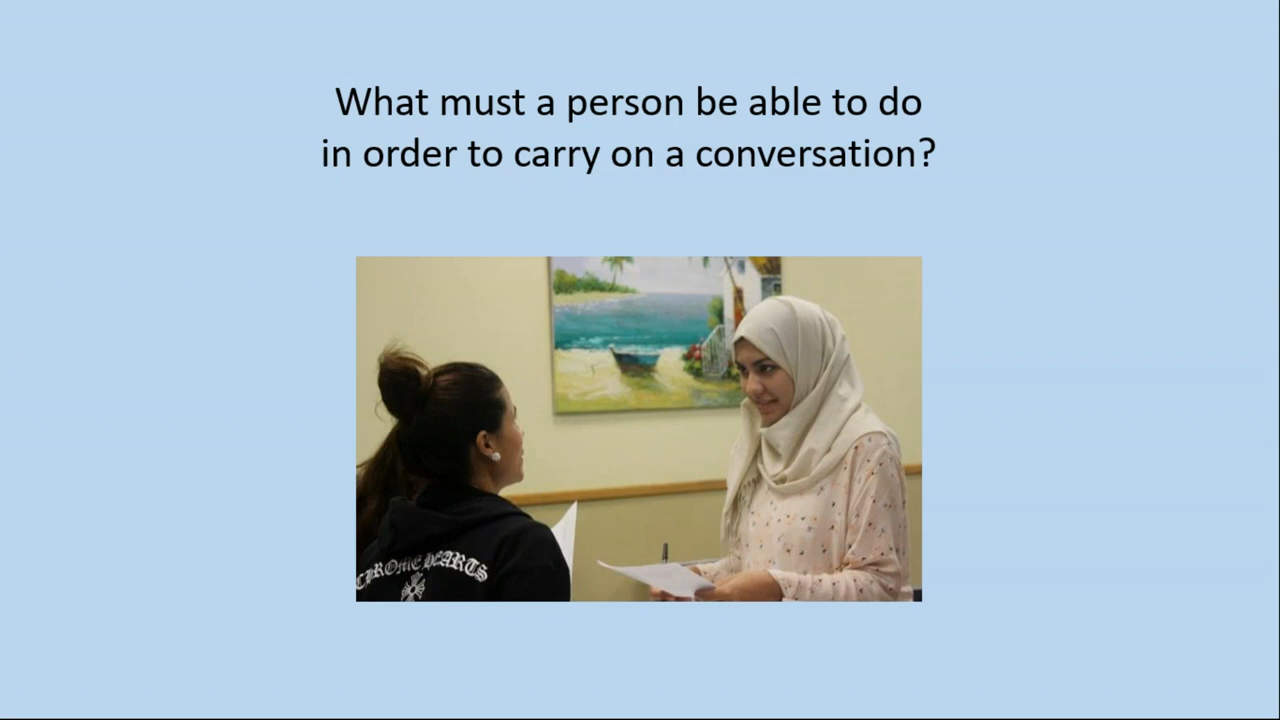 What must a person be able to do
in order to carry on a conversation?
CHROME HEARTS